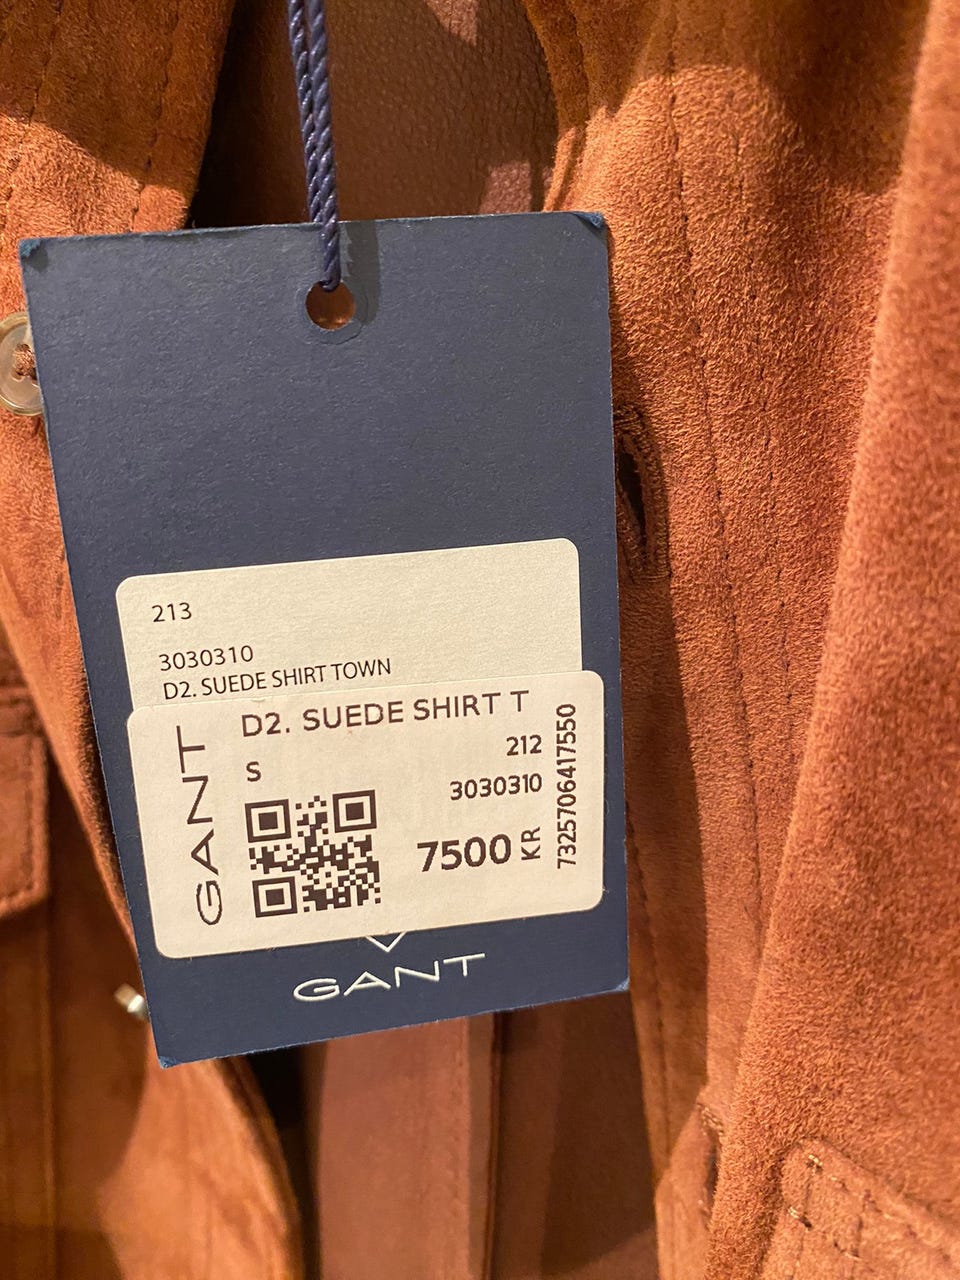 213
3030310
D2. SUEDE SHIRT TOWN
GANT
D2. SUEDE SHIRT T
S
212
3030310
7500 KR
7325706417550
GANT